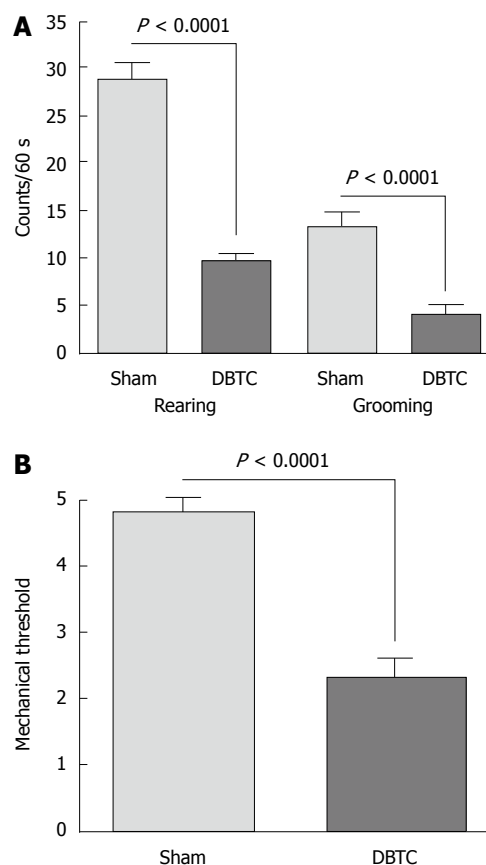 A
35
30
25
20
15
10
5
0
Counts/60 s
P < 0.0001
P < 0.0001
Sham DBTC Sham DBTC
Rearing Grooming
B
P < 0.0001
5
4
3
2
1
0
Mechanical threshold
Sham DBTC